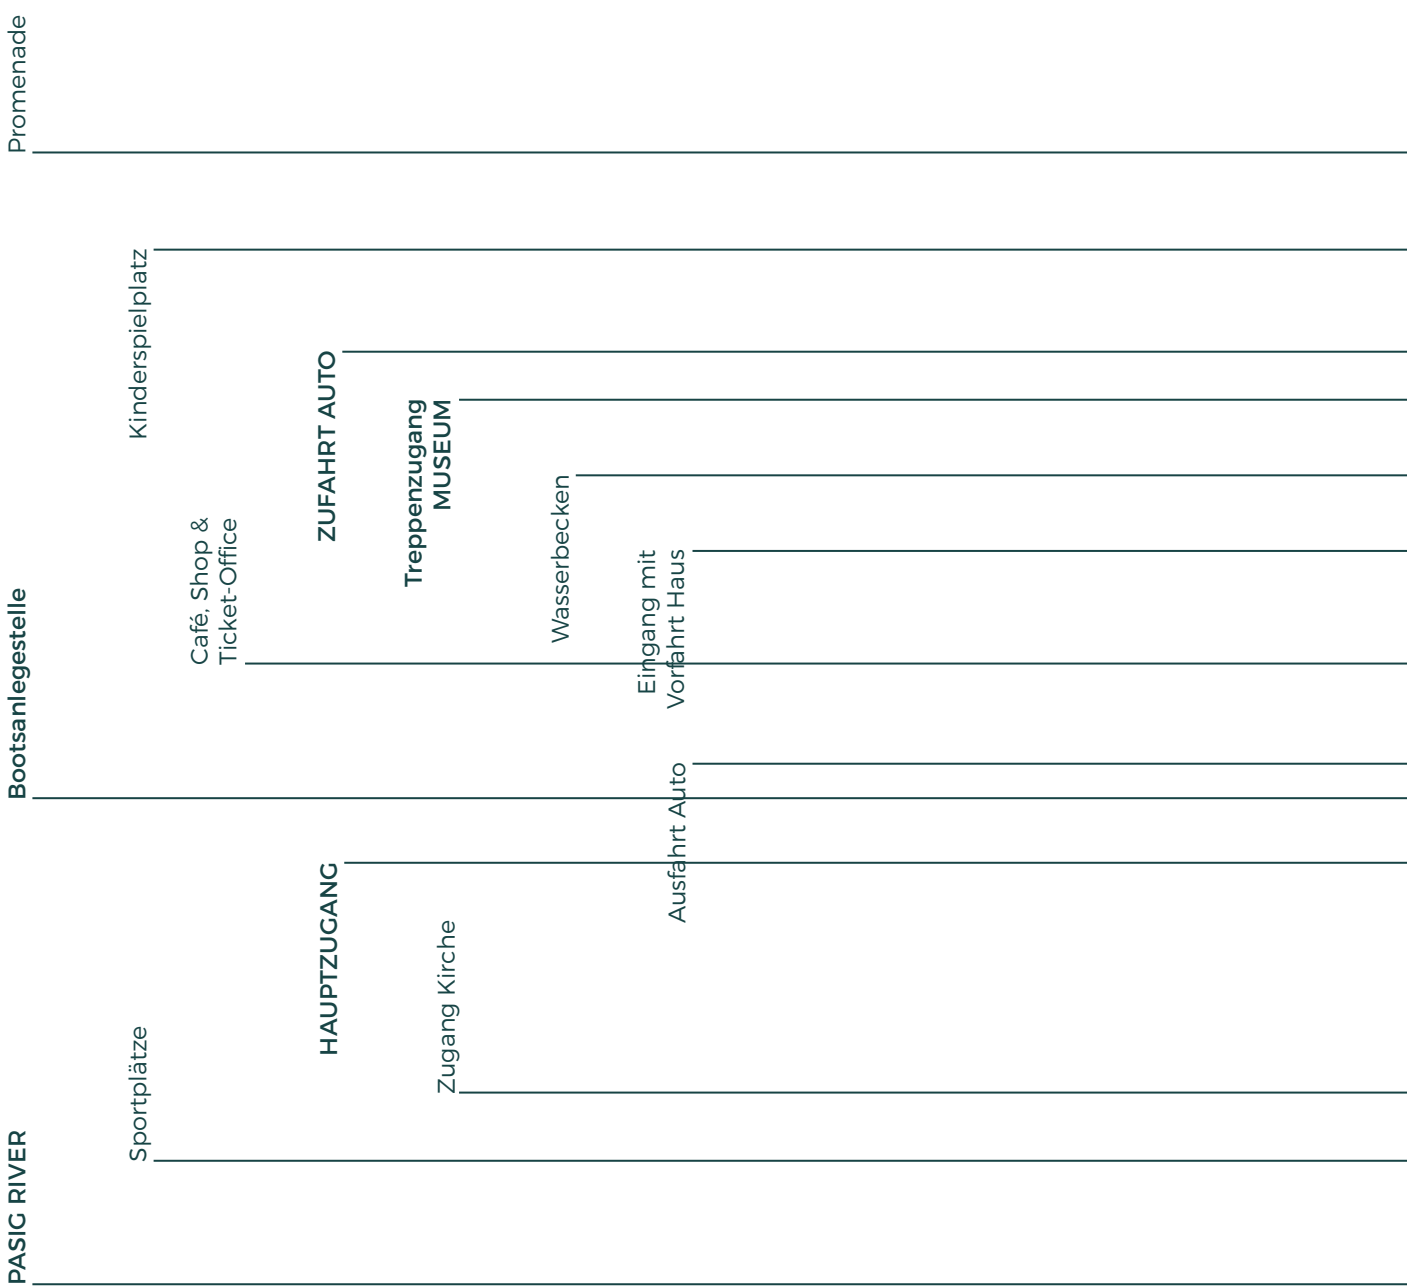 PASIG RIVER
Bootsanlegestelle
Promenade
Sportplätze
Kinderspielplatz
Café, Shop &
Ticket-Office
HAUPTZUGANG
ZUFAHRT AUTO
Treppenzugang
MUSEUM
Zugang Kirche
Wasserbecken
Eingang mit
Vorfahrt Haus
Ausfahrt Auto